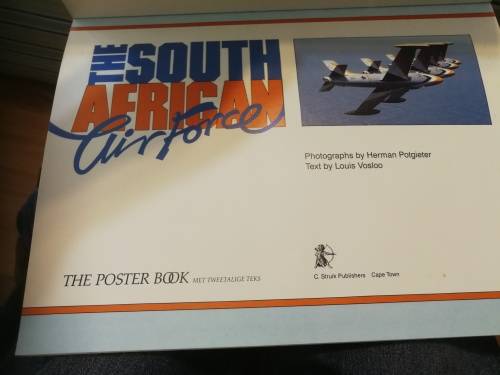 THE SOUTH
AFRICAN
Air Force
Photographs by Herman Potgieter
Text by Louis Vosloo
THE POSTER BOOK MET TWEETALIGE TEKS
C. Struik Publishers Cape Town